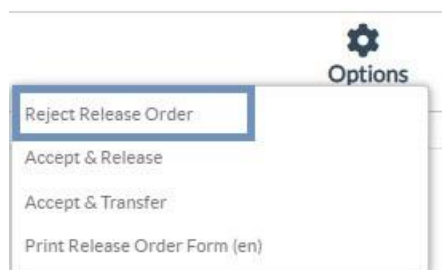 Options
Reject Release Order
Accept & Release
Accept & Transfer
Print Release Order Form (en)